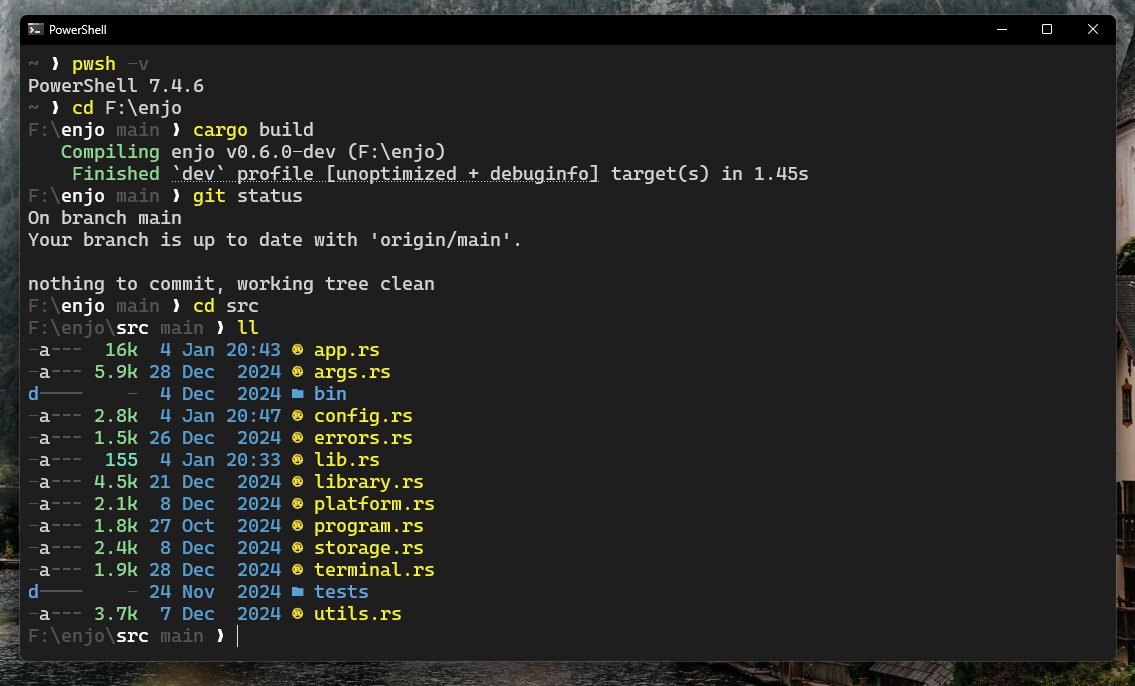 PowerShell
~ ❯ pwsh -v
PowerShell 7.4.6
~ ❯ cd F:\enjo
F:\enjo main ❯ cargo build
   Compiling enjo v0.6.0-dev (F:\enjo)
    Finished `dev` profile [unoptimized + debuginfo] target(s) in 1.45s
F:\enjo main ❯ git status
On branch main
Your branch is up to date with 'origin/main'.

nothing to commit, working tree clean
F:\enjo main ❯ cd src
F:\enjo\src main ❯ ll
-a---  16k  4 Jan 20:43 app.rs
-a--- 5.9k 28 Dec  2024 args.rs
d----    -  4 Dec  2024 bin
-a--- 2.8k  4 Jan 20:47 config.rs
-a--- 1.5k 26 Dec  2024 errors.rs
-a---  155  4 Jan 20:33 lib.rs
-a--- 4.5k 21 Dec  2024 library.rs
-a--- 2.1k  8 Dec  2024 platform.rs
-a--- 1.8k 27 Oct  2024 program.rs
-a--- 2.4k  8 Dec  2024 storage.rs
-a--- 1.9k 28 Dec  2024 terminal.rs
d----    - 24 Nov  2024 tests
-a--- 3.7k  7 Dec  2024 utils.rs
F:\enjo\src main ❯